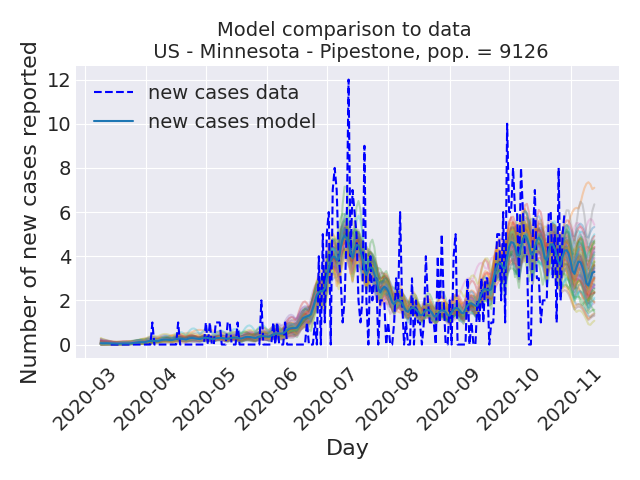 Model comparison to data
US - Minnesota - Pipestone, pop. = 9126
new cases data
new cases model
Number of new cases reported
12
10
8
6
4
2
0
2020-03
2020-04
2020-05
2020-06
2020-07
2020-08
2020-09
2020-10
2020-11
Day